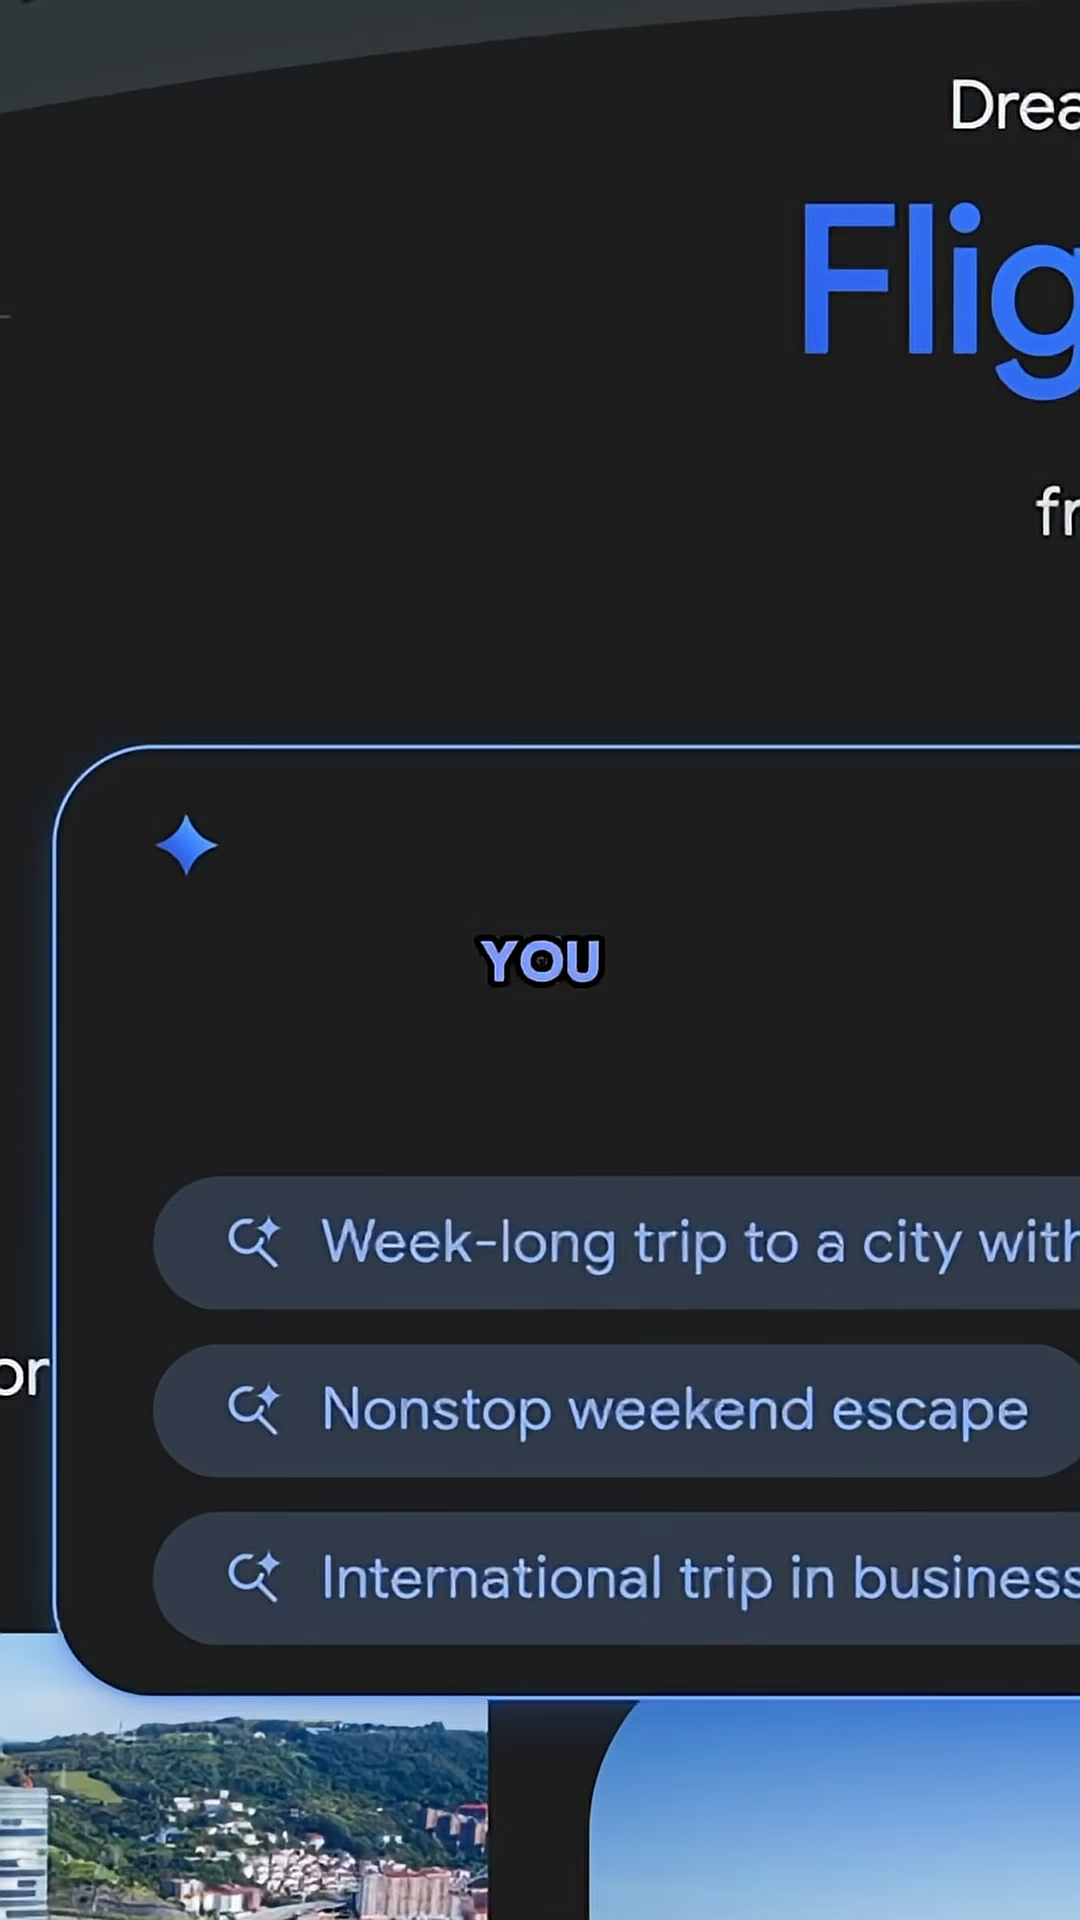 Drea
Flig
fr
YOU
Week-long trip to a city with
or
Nonstop weekend escape
International trip in business